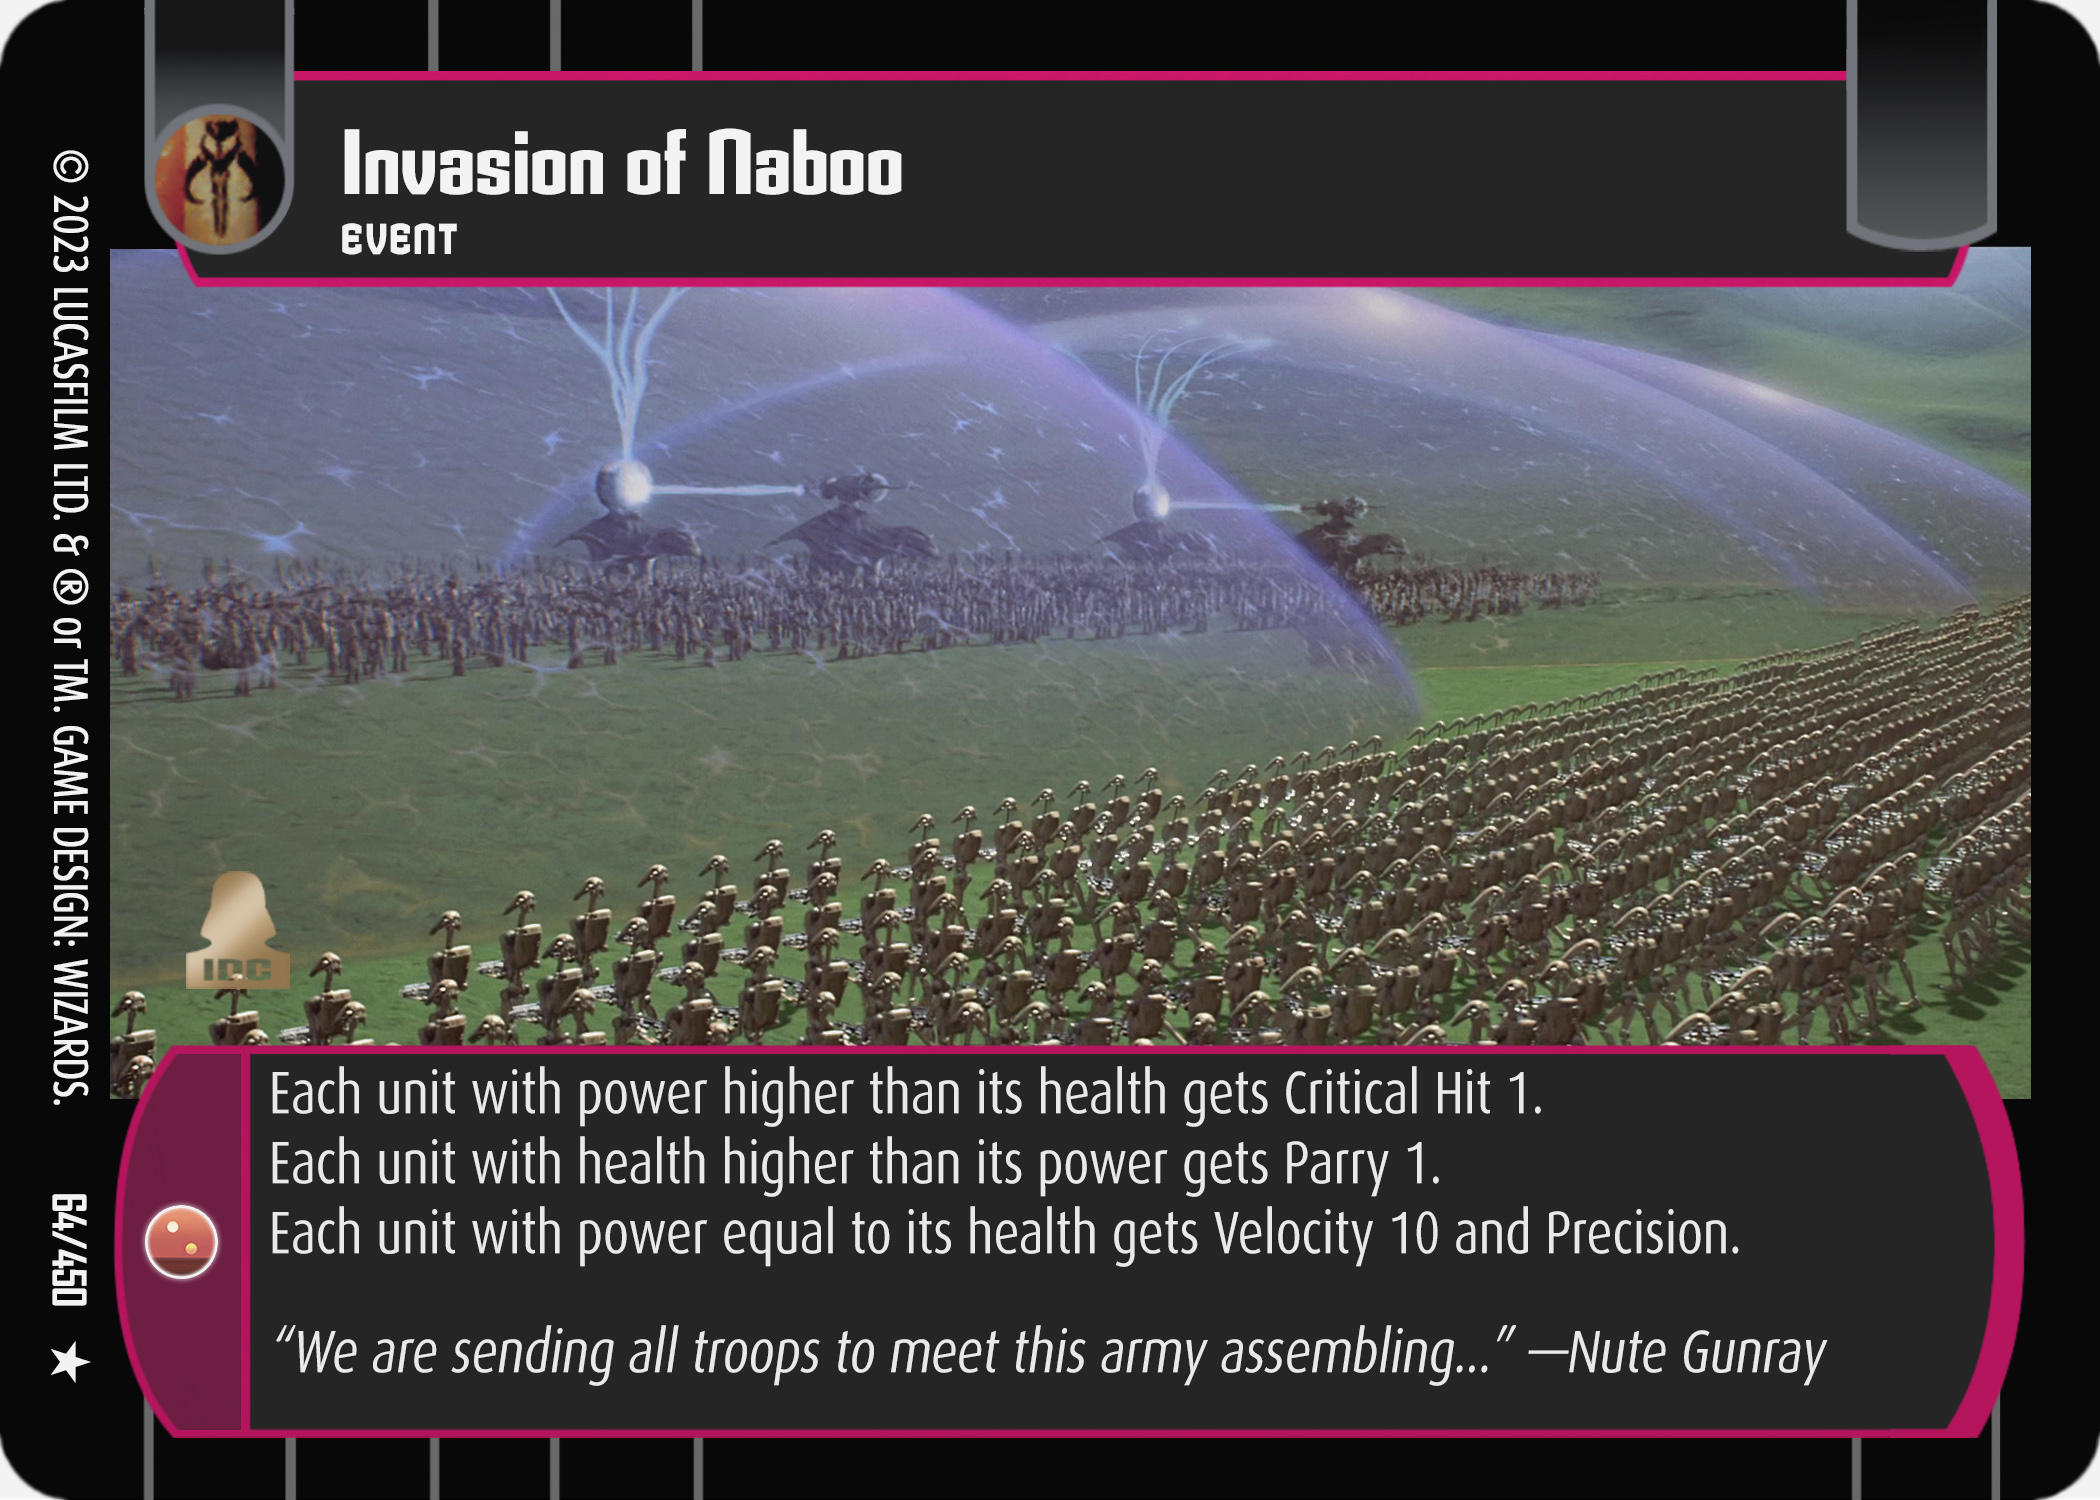 Invasion of Naboo
EVENT
© 2023 LUCASFILM LTD. & ® or TM. GAME DESIGN: WIZARDS. 64/450 ★
IDC
Each unit with power higher than its health gets Critical Hit 1.
Each unit with health higher than its power gets Parry 1.
Each unit with power equal to its health gets Velocity 10 and Precision.
“We are sending all troops to meet this army assembling...” —Nute Gunray